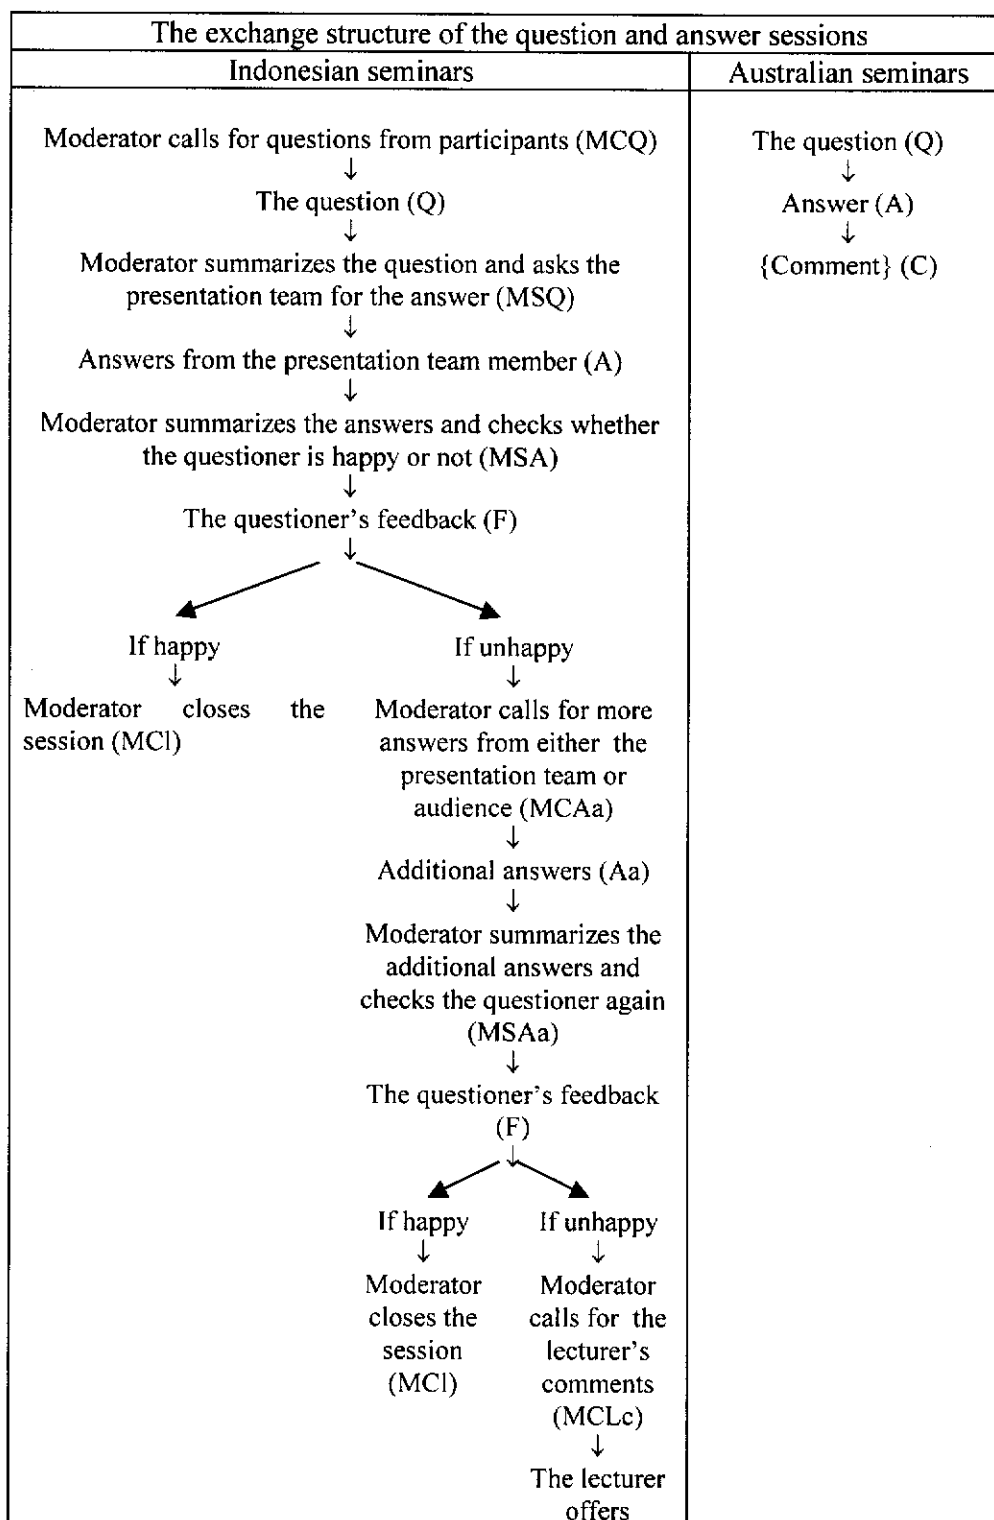 The exchange structure of the question and answer sessions
Indonesian seminars
Australian seminars
Moderator calls for questions from participants (MCQ)
↓
The question (Q)
↓
Moderator summarizes the question and asks the
presentation team for the answer (MSQ)
↓
Answers from the presentation team member (A)
↓
Moderator summarizes the answers and checks whether
the questioner is happy or not (MSA)
↓
The questioner's feedback (F)
↓
If happy
↓
Moderator closes the
session (MCl)
If unhappy
↓
Moderator calls for more
answers from either the
presentation team or
audience (MCAa)
↓
Additional answers (Aa)
↓
Moderator summarizes the
additional answers and
checks the questioner again
(MSAa)
↓
The questioner's feedback
(F)
↓
If happy
↓
Moderator
closes the
session
(MCl)
If unhappy
↓
Moderator
calls for the
lecturer's
comments
(MCLc)
↓
The lecturer
offers
The question (Q)
↓
Answer (A)
↓
{Comment} (C)